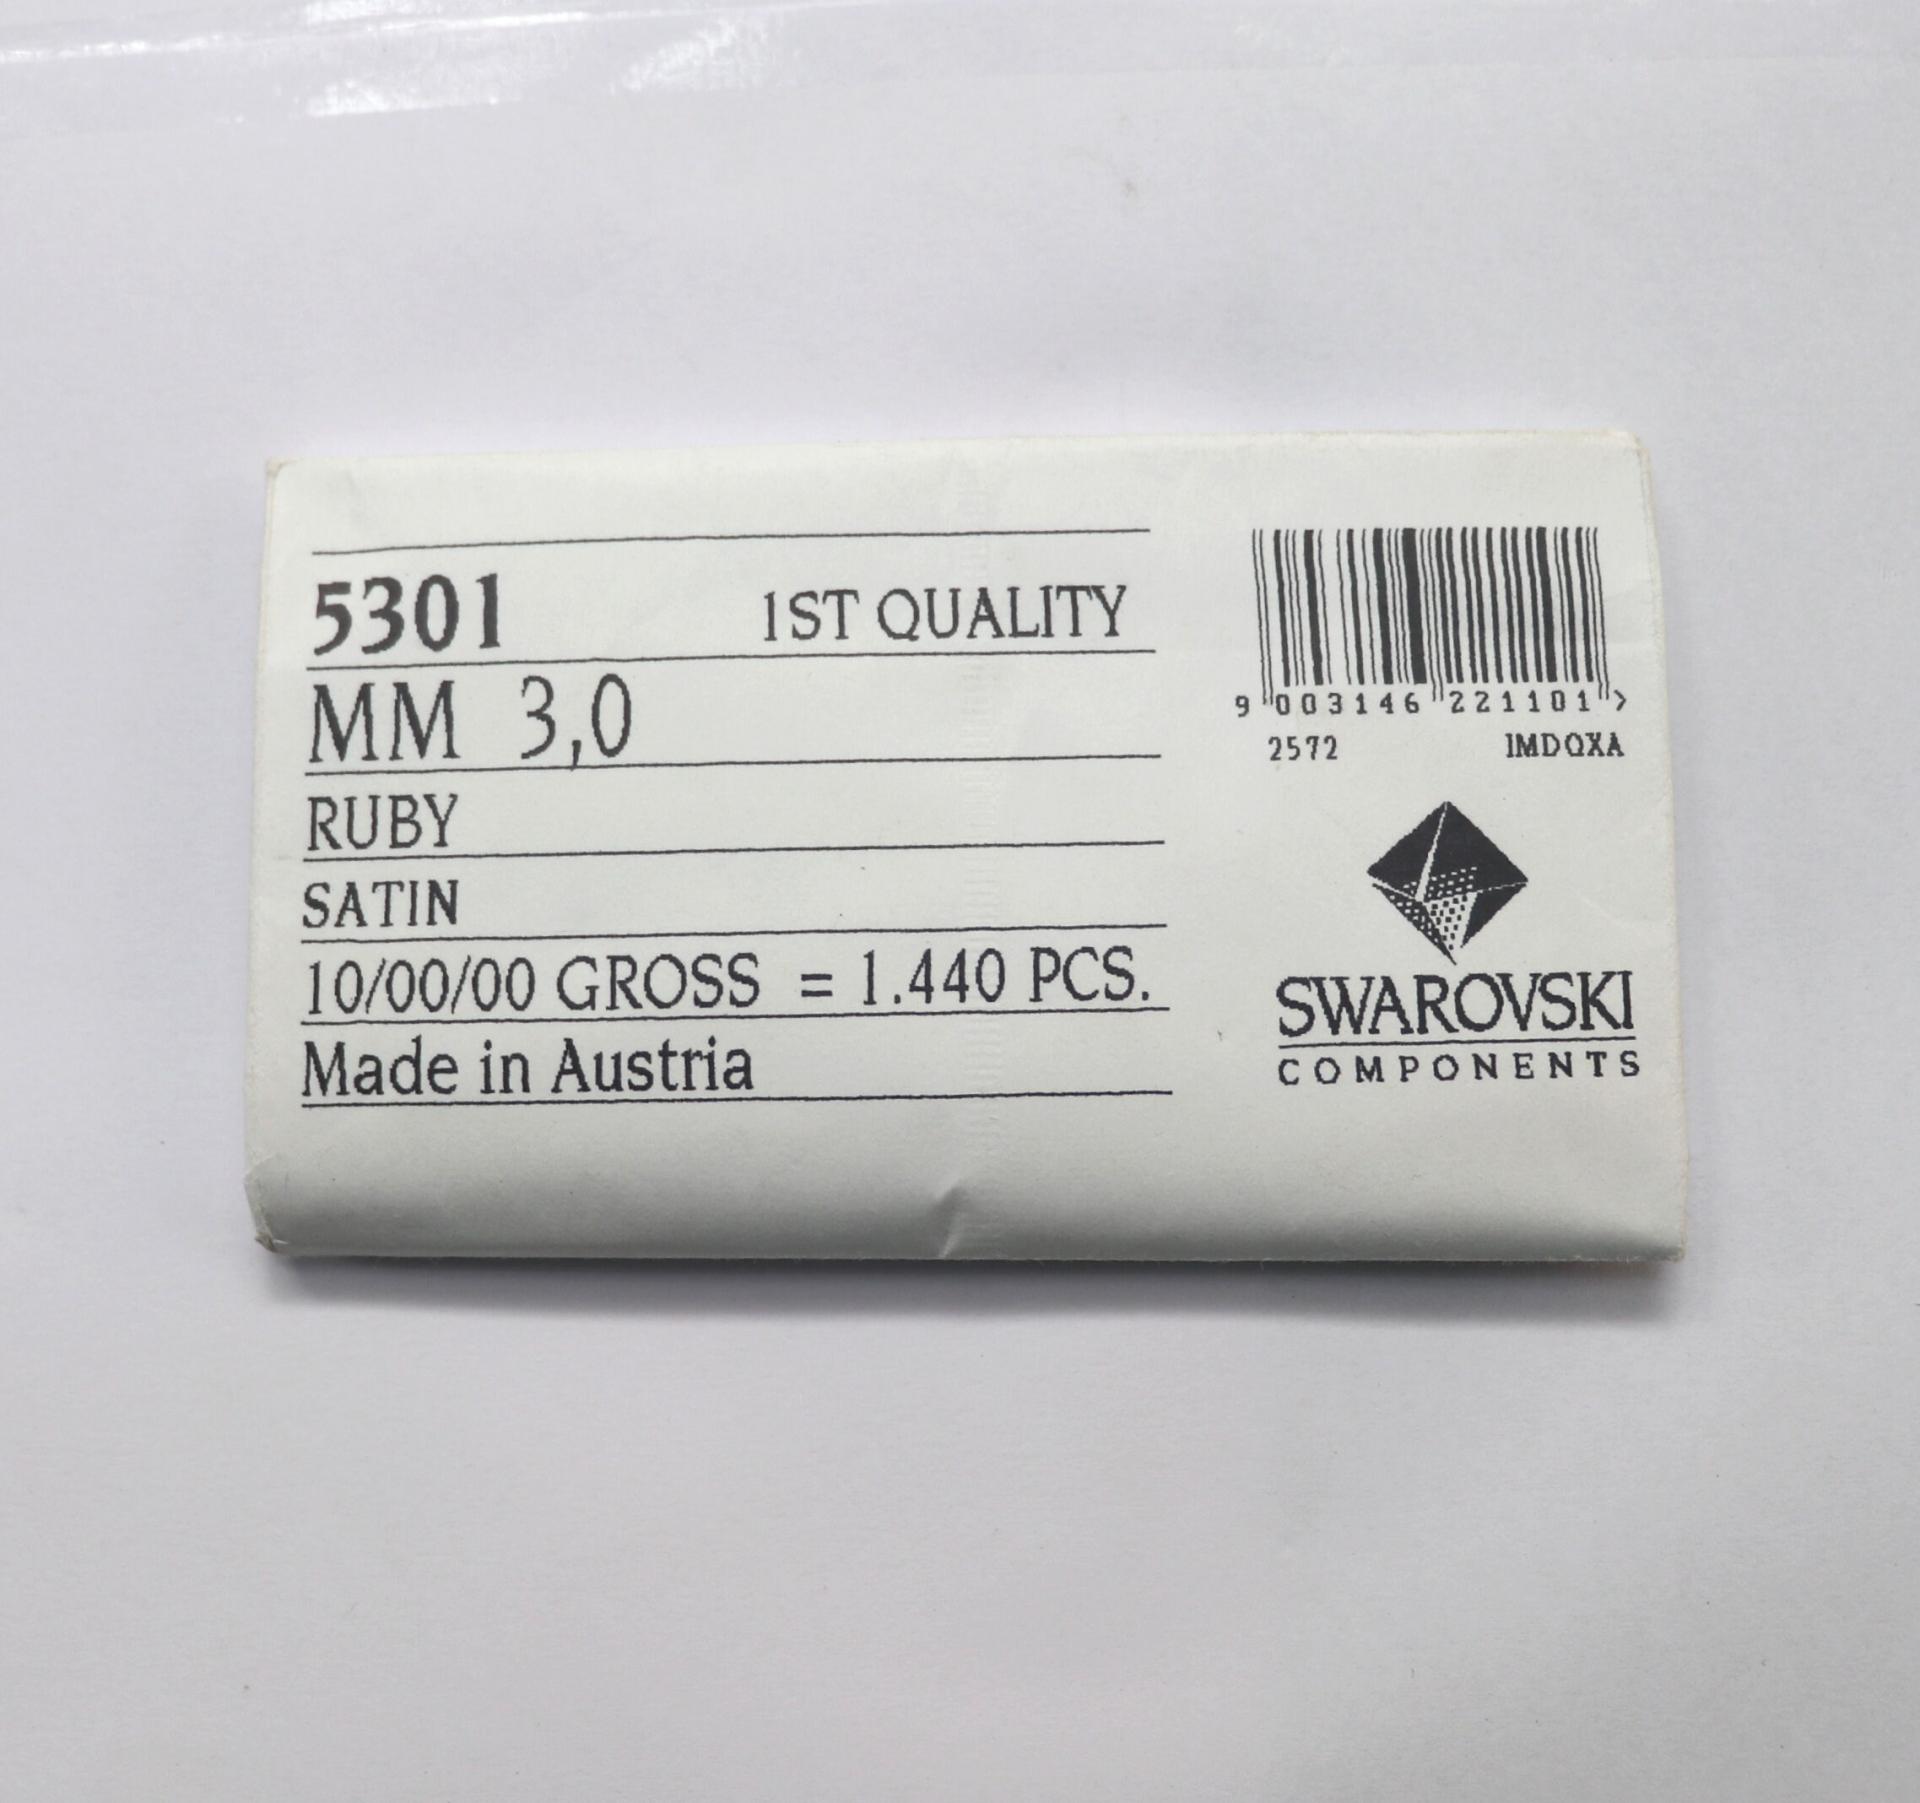 5301 1ST QUALITY
MM 3,0
RUBY
SATIN
10/00/00 GROSS = 1.440 PCS.
Made in Austria
9 003146 221101 >
2572 IMDQXA
SWAROVSKI
COMPONENTS